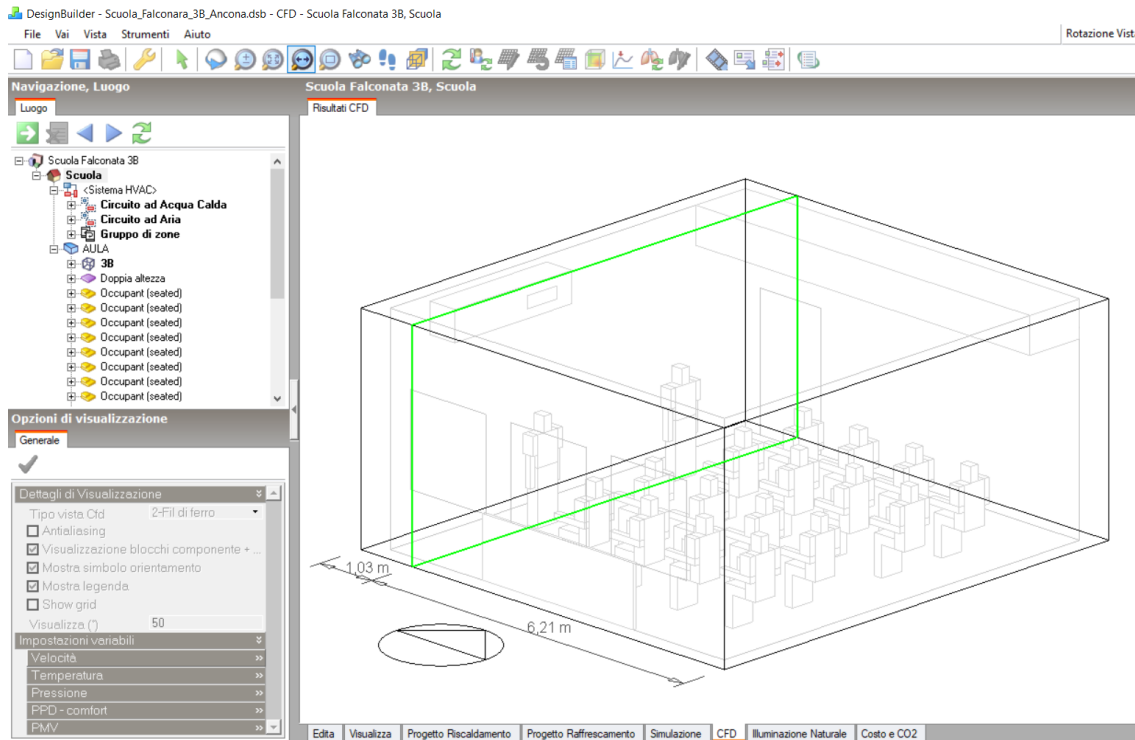 DesignBuilder - Scuola_Falconara_3B_Ancona.dsb - CFD - Scuola Falconata 3B, Scuola
File Vai Vista Strumenti Aiuto
Rotazione Vist
Navigazione, Luogo
Luogo
Scuola Falconata 3B
Scuola
<Sistema HVAC>
Circuito ad Acqua Calda
Circuito ad Aria
Gruppo di zone
AULA
3B
Doppia altezza
Occupant (seated)
Occupant (seated)
Occupant (seated)
Occupant (seated)
Occupant (seated)
Occupant (seated)
Occupant (seated)
Occupant (seated)
Opzioni di visualizzazione
Generale
Dettagli di Visualizzazione
Tipo vista Cfd 2-Fil di ferro
Antialiasing
Visualizzazione blocchi componente + ...
Mostra simbolo orientamento
Mostra legenda
Show grid
Visualizza (°) 50
Impostazioni variabili
Velocità
Temperatura
Pressione
PPD - comfort
PMV
Scuola Falconata 3B, Scuola
Risultati CFD
1,03 m
6,21 m
Edita Visualizza Progetto Riscaldamento Progetto Raffrescamento Simulazione CFD Illuminazione Naturale Costo e CO2